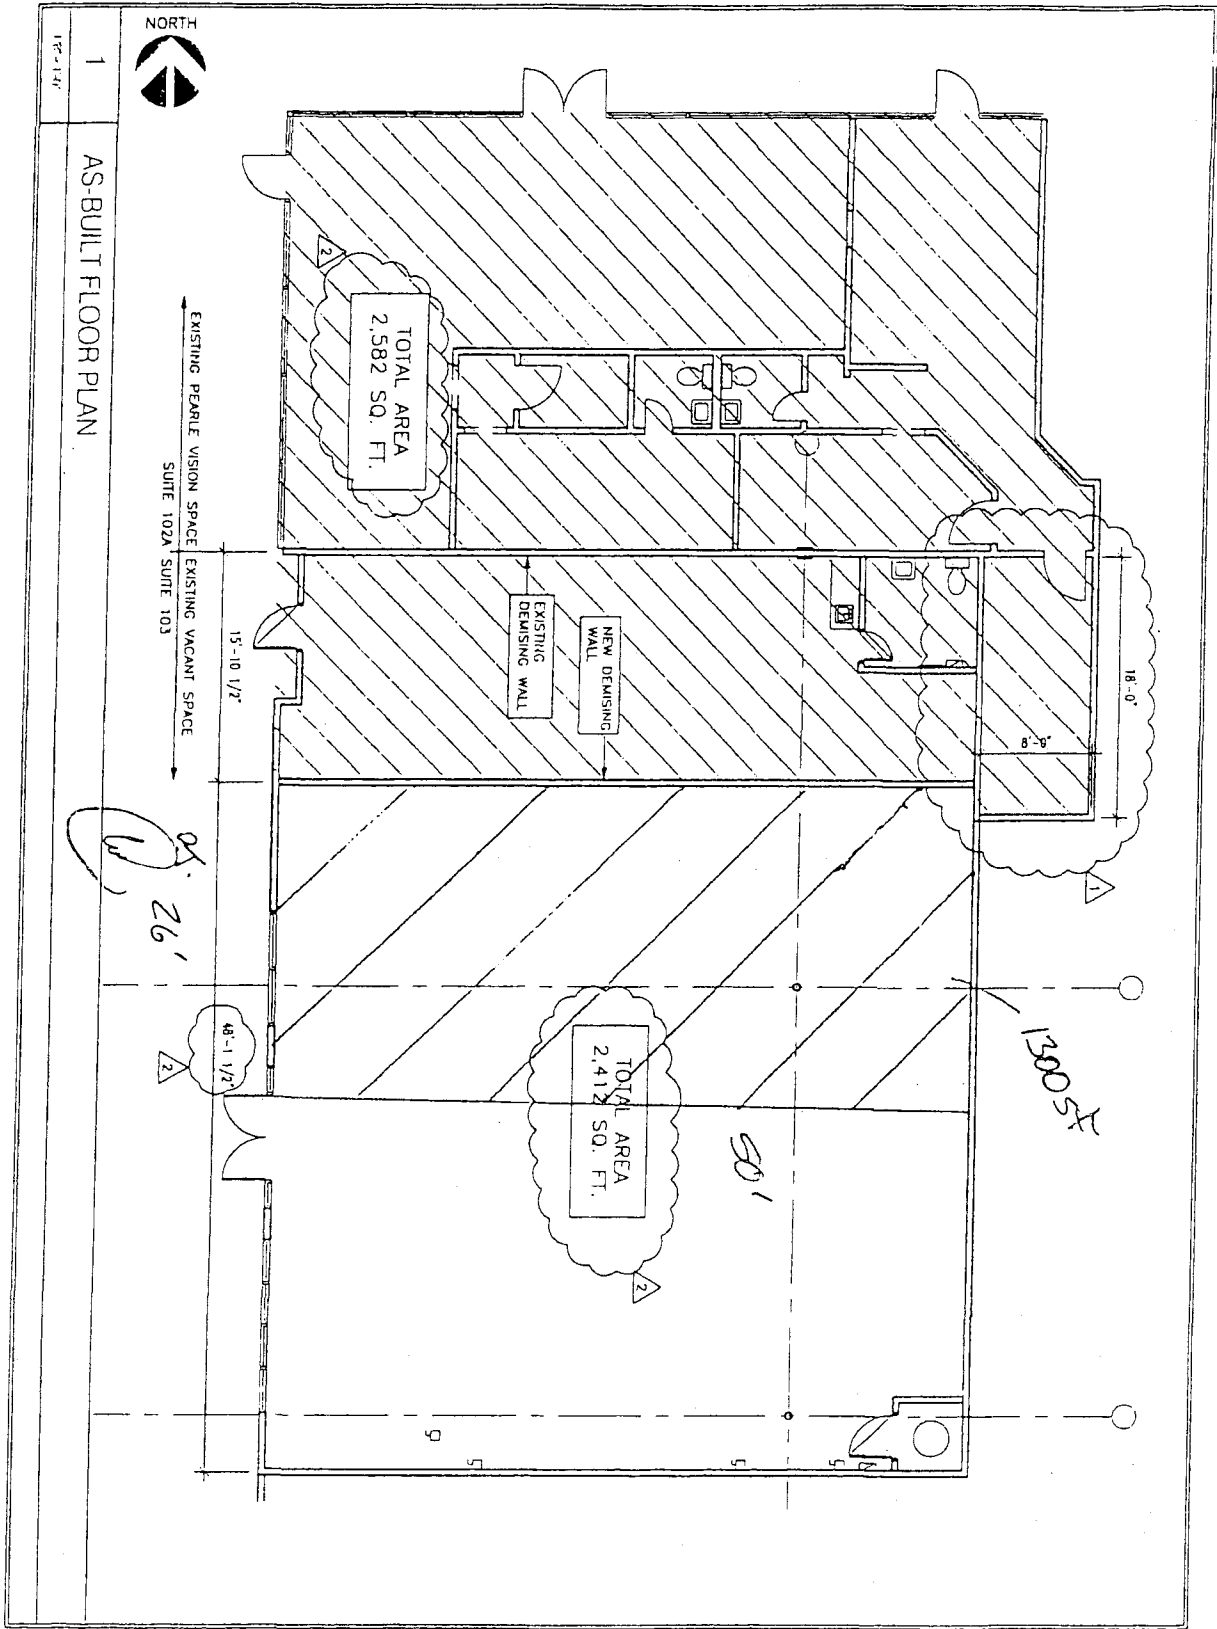 NORTH
1
AS-BUILT FLOOR PLAN
EXISTING PEARLE VISION SPACE
SUITE 102A
EXISTING VACANT SPACE
SUITE 103
TOTAL AREA
2,582 SQ. FT.
EXISTING
DEMISING WALL
NEW DEMISING
WALL
15'-10 1/2"
18'-0"
8'-9"
2
1
26'
48'-1 1/2"
2
1300 SF
TOTAL AREA
2,412 SQ. FT.
2
50'